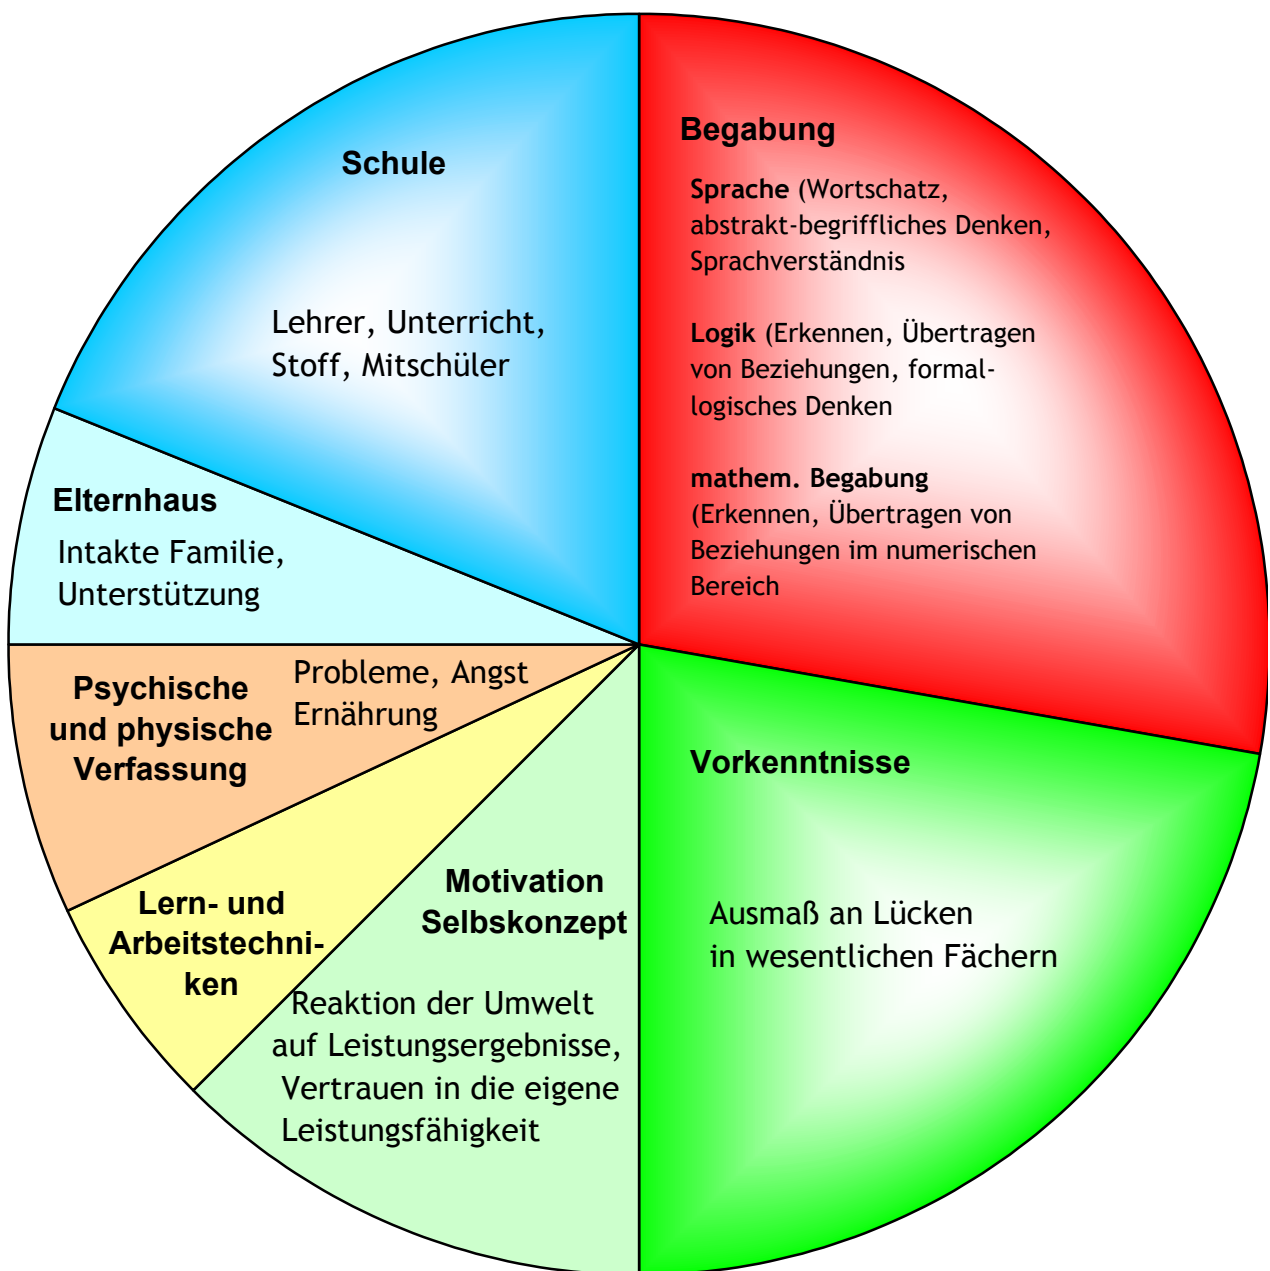 Schule
Lehrer, Unterricht,
Stoff, Mitschüler
Begabung
Sprache (Wortschatz,
abstrakt-begriffliches Denken,
Sprachverständnis
Logik (Erkennen, Übertragen
von Beziehungen, formal-
logisches Denken
mathem. Begabung
(Erkennen, Übertragen von
Beziehungen im numerischen
Bereich
Elternhaus
Intakte Familie,
Unterstützung
Psychische
und physische
Verfassung
Probleme, Angst
Ernährung
Vorkenntnisse
Ausmaß an Lücken
in wesentlichen Fächern
Lern- und
Arbeitstechni-
ken
Motivation
Selbskonzept
Reaktion der Umwelt
auf Leistungsergebnisse,
Vertrauen in die eigene
Leistungsfähigkeit